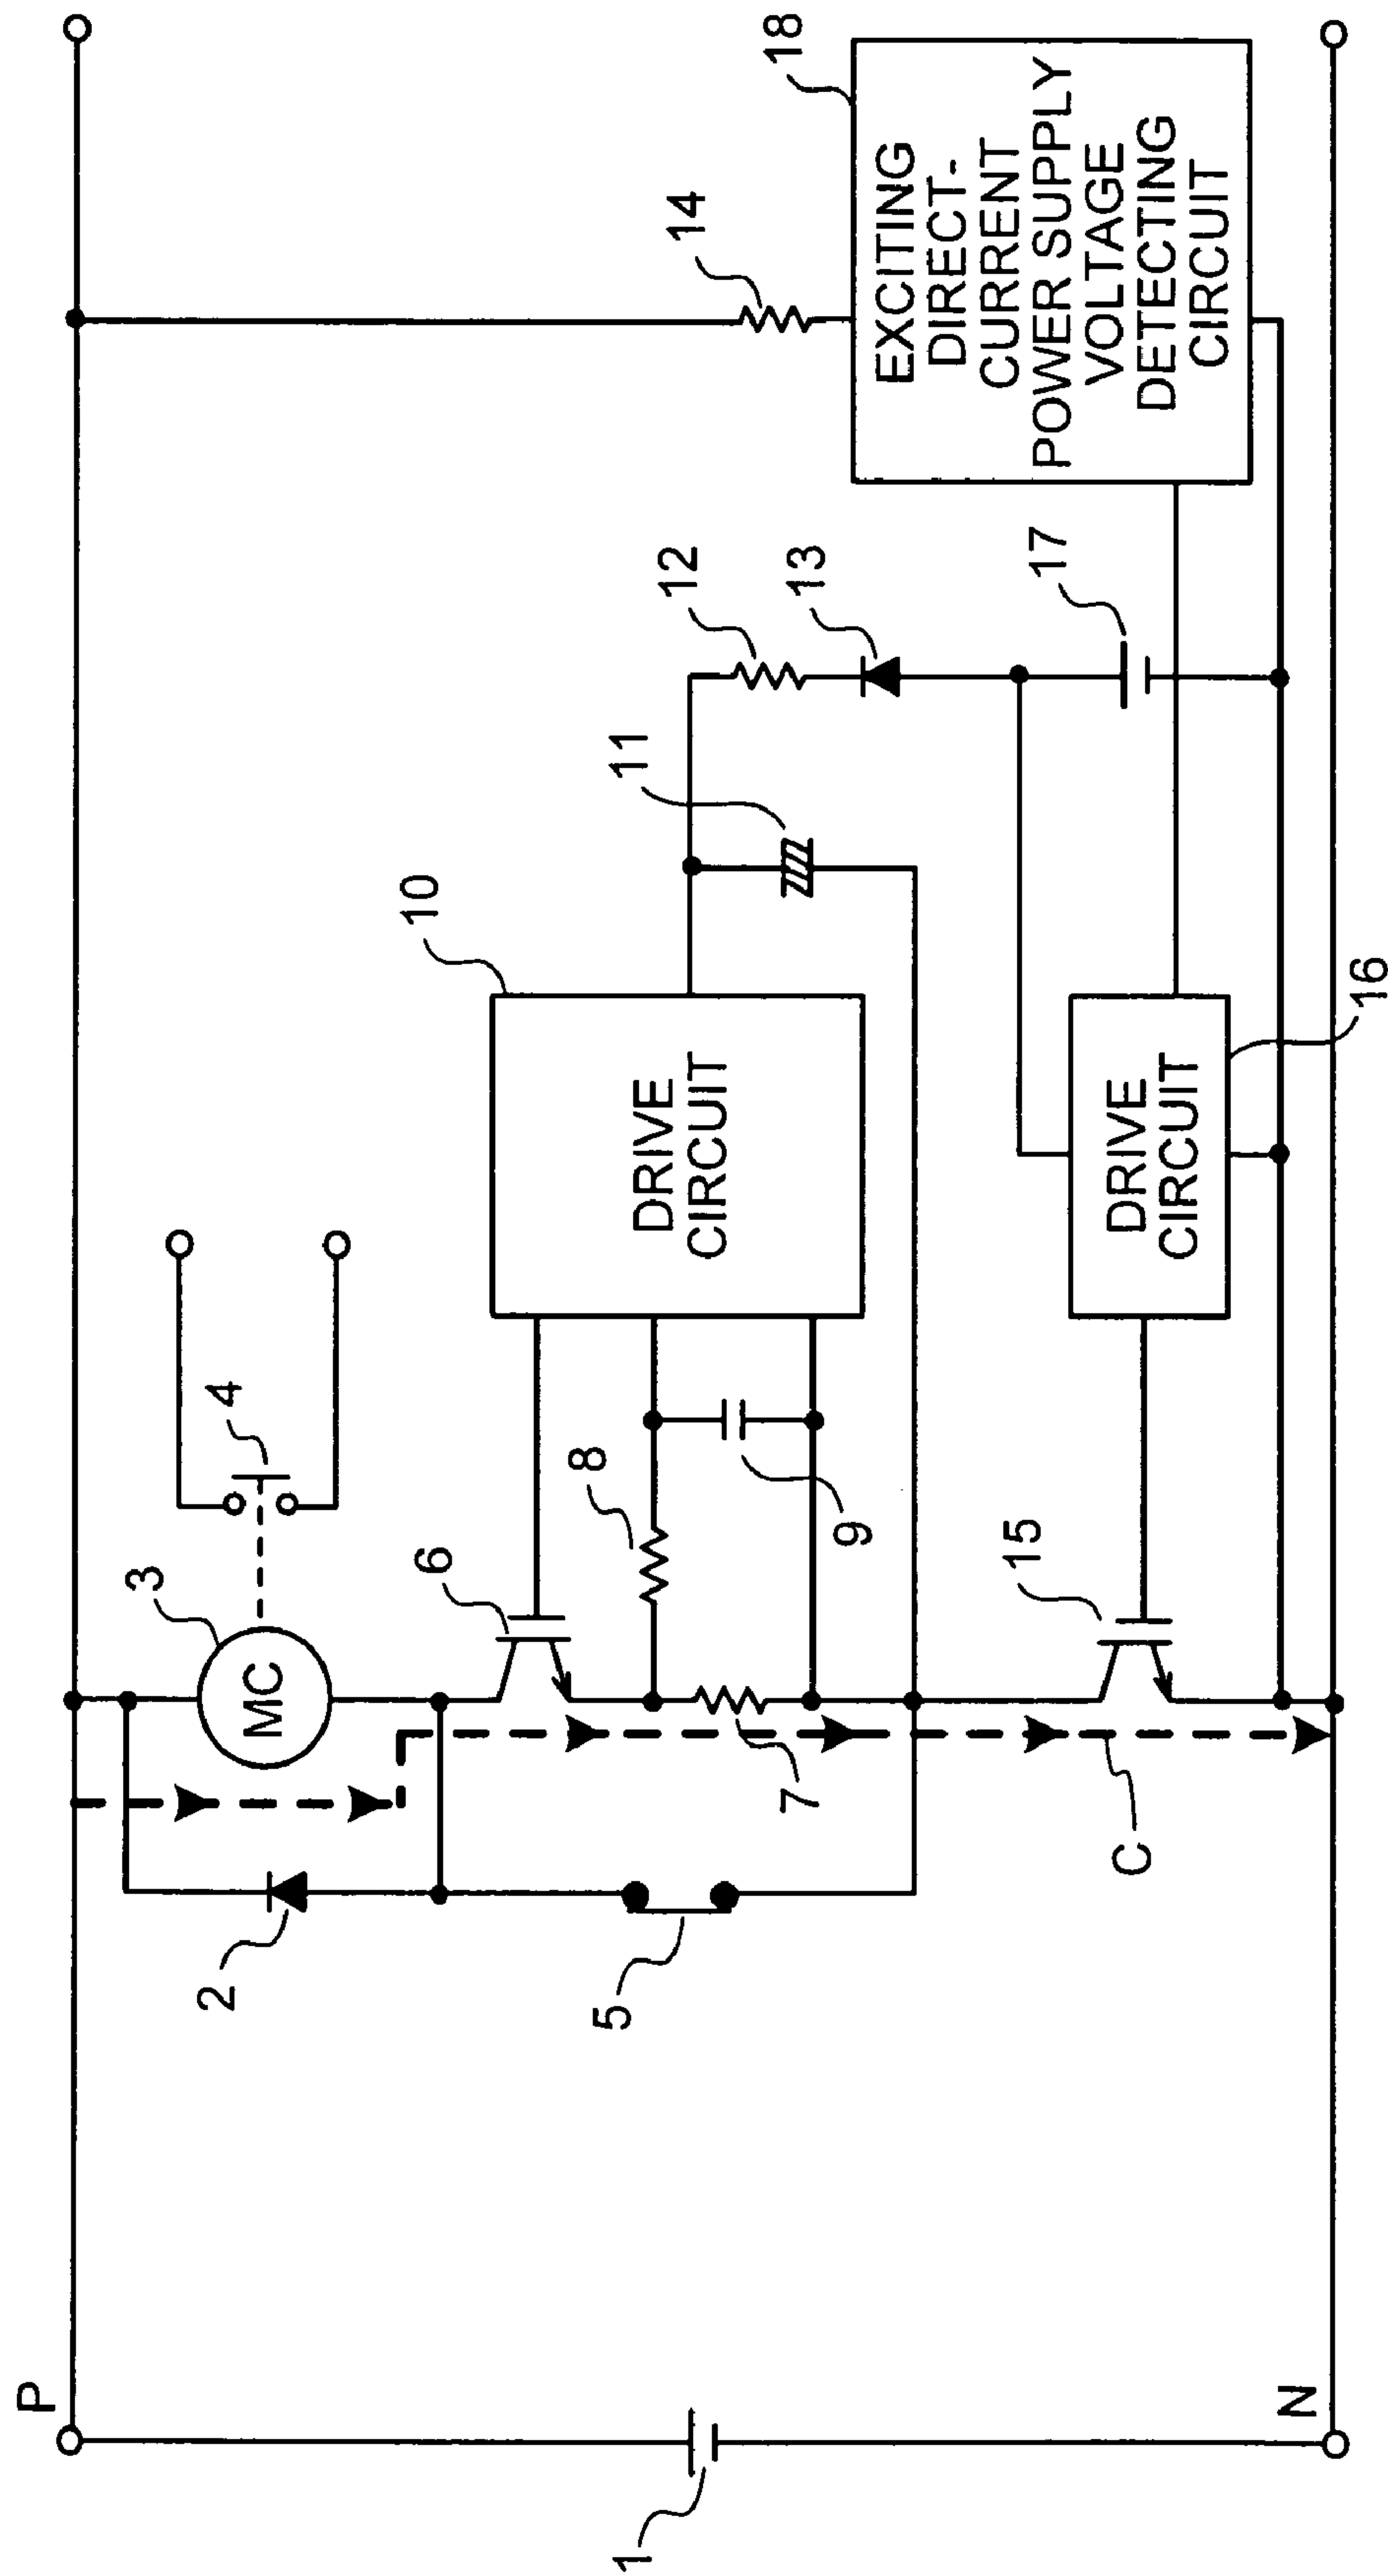 P
3
4
MC
2
10
6
8
DRIVE
CIRCUIT
11
12
13
14
18
EXCITING
DIRECT-
CURRENT
POWER SUPPLY
VOLTAGE
DETECTING
CIRCUIT
5
7
9
1
15
C
DRIVE
CIRCUIT
17
16
N